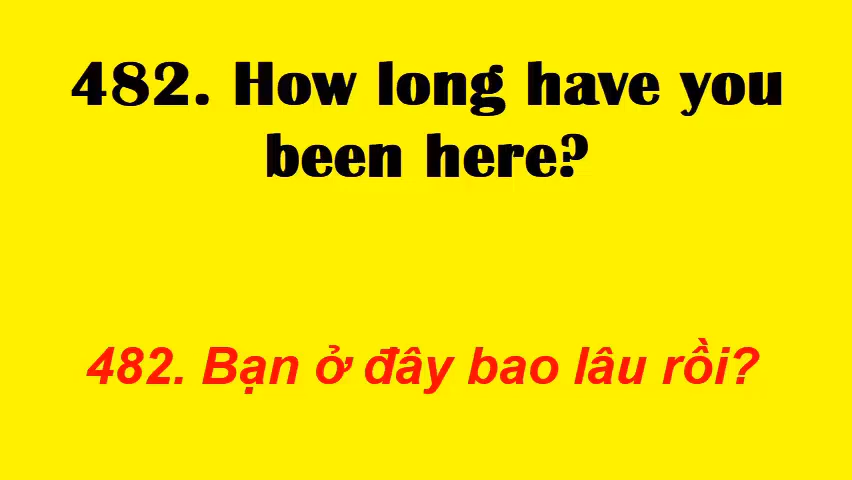 482. How long have you
been here?
482. Bạn ở đây bao lâu rồi?